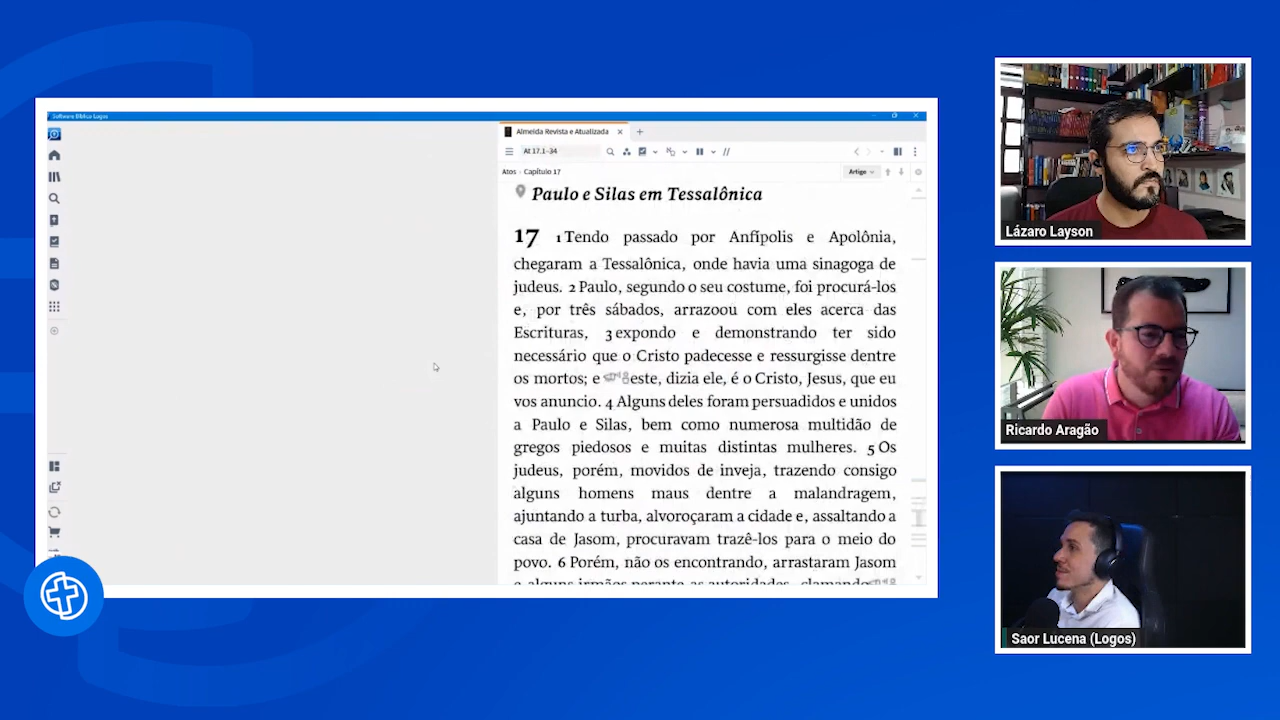 Software Bíblico Logos
Almeida Revista e Atualizada
At 17.1–34
Atos › Capítulo 17
Artigo
Paulo e Silas em Tessalônica
17 1 Tendo passado por Anfípolis e Apolônia,
chegaram a Tessalônica, onde havia uma sinagoga de
judeus. 2 Paulo, segundo o seu costume, foi procurá-los
e, por três sábados, arrazoou com eles acerca das
Escrituras, 3 expondo e demonstrando ter sido
necessário que o Cristo padecesse e ressurgisse dentre
os mortos; e este, dizia ele, é o Cristo, Jesus, que eu
vos anuncio. 4 Alguns deles foram persuadidos e unidos
a Paulo e Silas, bem como numerosa multidão de
gregos piedosos e muitas distintas mulheres. 5 Os
judeus, porém, movidos de inveja, trazendo consigo
alguns homens maus dentre a malandragem,
ajuntando a turba, alvoroçaram a cidade e, assaltando a
casa de Jasom, procuravam trazê-los para o meio do
povo. 6 Porém, não os encontrando, arrastaram Jasom
e alguns irmãos perante as autoridades, clamando
Lázaro Layson
Ricardo Aragão
Saor Lucena (Logos)